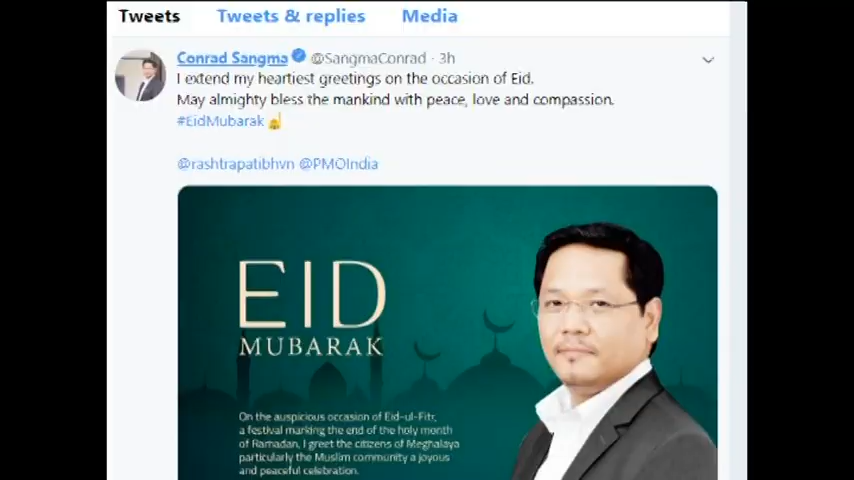 Tweets Tweets & replies Media
Conrad Sangma @SangmaConrad · 3h
I extend my heartiest greetings on the occasion of Eid.
May almighty bless the mankind with peace, love and compassion.
#EidMubarak
@rashtrapatibhvn @PMOIndia
EID
MUBARAK
On the auspicious occasion of Eid-ul-Fitr,
a festival marking the end of the holy month
of Ramadan, I greet the citizens of Meghalaya
particularly the Muslim community a joyous
and peaceful celebration.